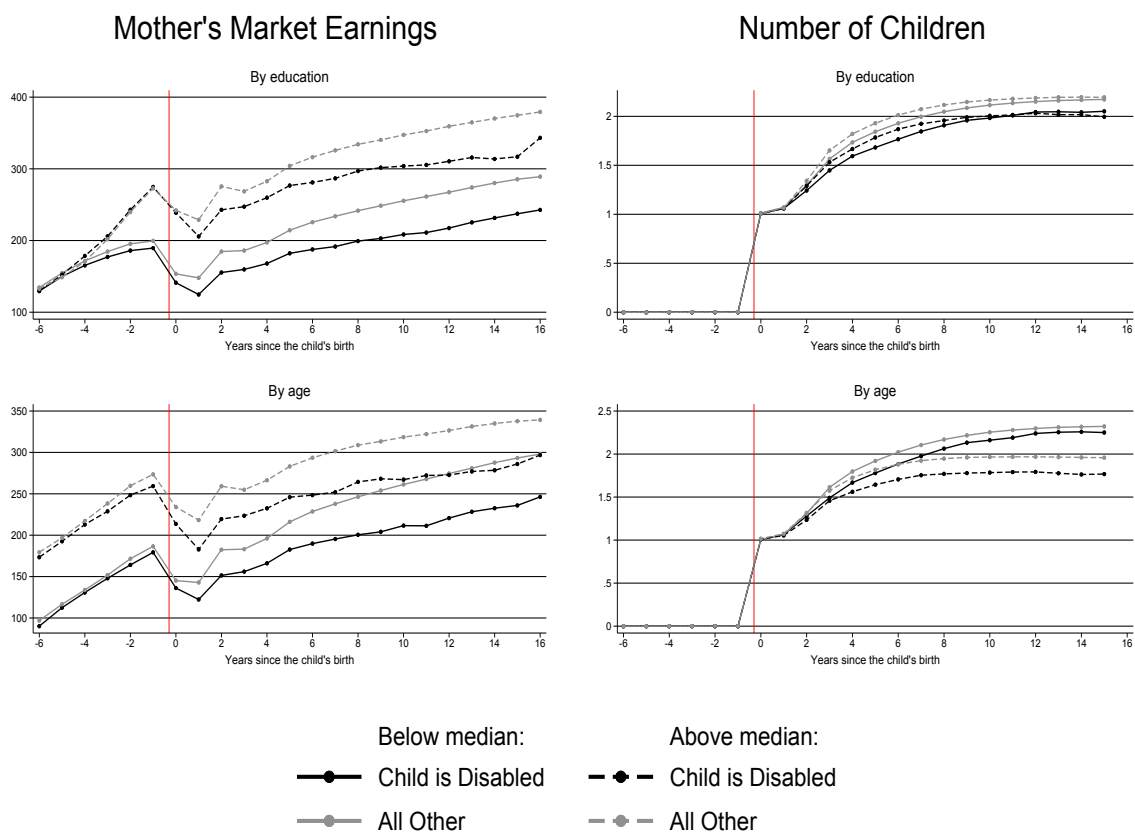 Mother's Market Earnings
Number of Children
By education
400
300
200
100
-6 -4 -2 0 2 4 6 8 10 12 14 16
Years since the child's birth
By education
2
1.5
1
.5
0
-6 -4 -2 0 2 4 6 8 10 12 14 16
Years since the child's birth
By age
350
300
250
200
150
100
-6 -4 -2 0 2 4 6 8 10 12 14 16
Years since the child's birth
By age
2.5
2
1.5
1
.5
0
-6 -4 -2 0 2 4 6 8 10 12 14 16
Years since the child's birth
Below median:
Above median:
Child is Disabled
Child is Disabled
All Other
All Other